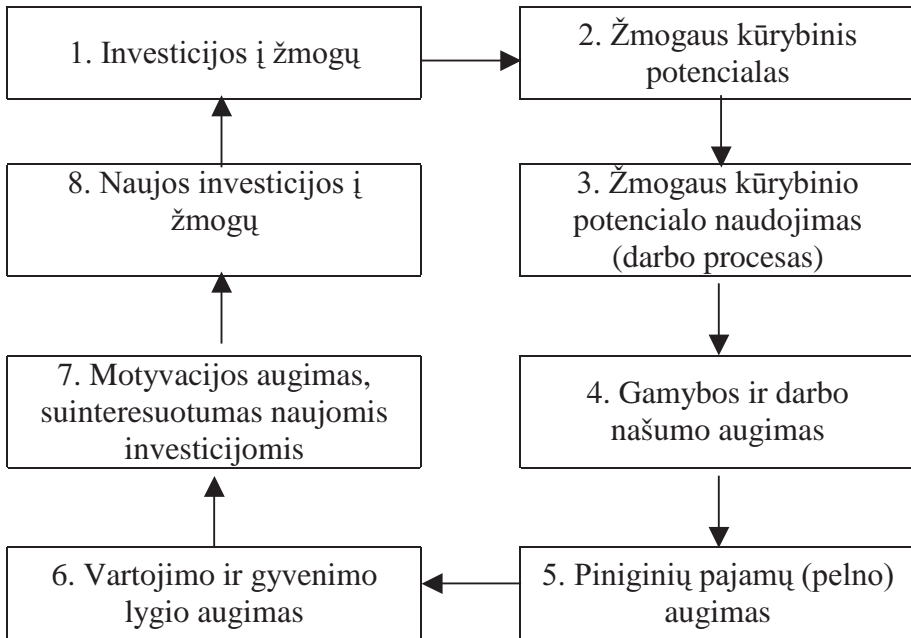 1. Investicijos į žmogų
2. Žmogaus kūrybinis
potencialas
3. Žmogaus kūrybinio
potencialo naudojimas
(darbo procesas)
4. Gamybos ir darbo
našumo augimas
5. Piniginių pajamų (pelno)
augimas
6. Vartojimo ir gyvenimo
lygio augimas
7. Motyvacijos augimas,
suinteresuotumas naujomis
investicijomis
8. Naujos investicijos į
žmogų